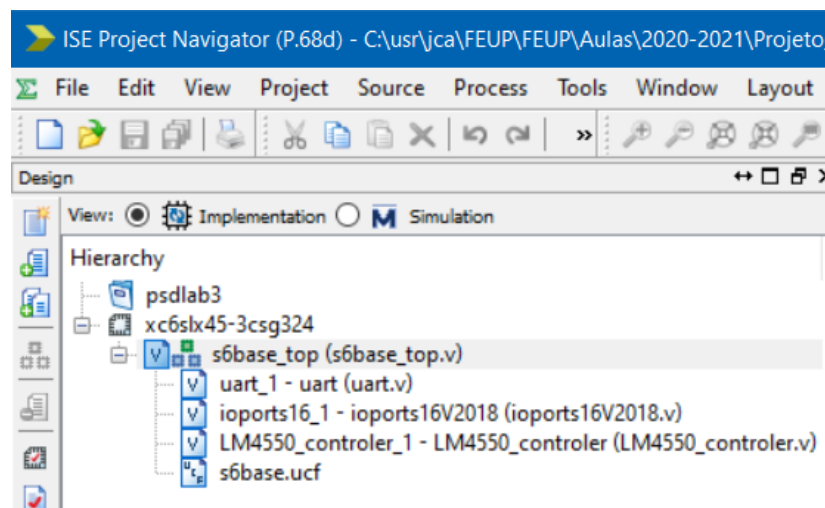 ISE Project Navigator (P.68d) - C:\usr\jca\FEUP\FEUP\Aulas\2020-2021\Projeto
File Edit View Project Source Process Tools Window Layout
»
Design
View: Implementation Simulation
Hierarchy
psdlab3
xc6slx45-3csg324
s6base_top (s6base_top.v)
uart_1 - uart (uart.v)
ioports16_1 - ioports16V2018 (ioports16V2018.v)
LM4550_controler_1 - LM4550_controler (LM4550_controler.v)
s6base.ucf